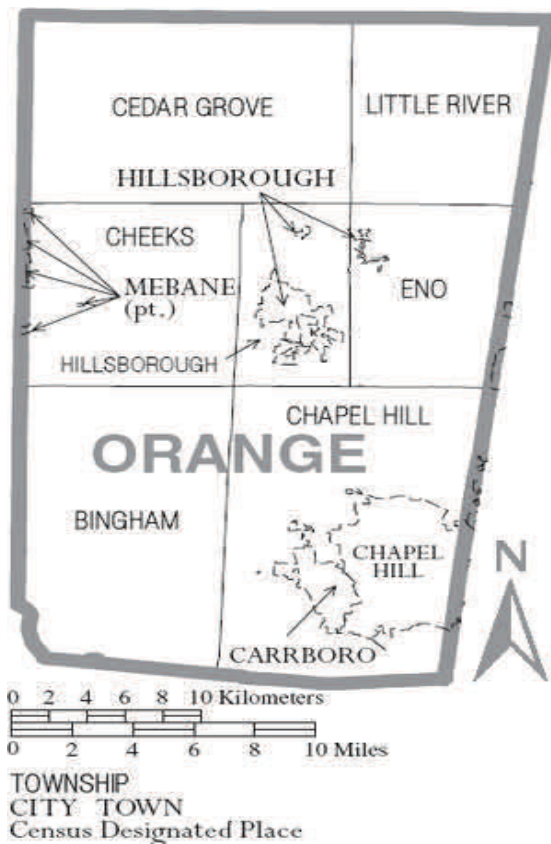 CEDAR GROVE
LITTLE RIVER
HILLSBOROUGH
CHEEKS
MEBANE
(pt.)
ENO
HILLSBOROUGH
CHAPEL HILL
ORANGE
BINGHAM
CHAPEL
HILL
N
CARRBORO
0 2 4 6 8 10 Kilometers
0 2 4 6 8 10 Miles
TOWNSHIP
CITY TOWN
Census Designated Place